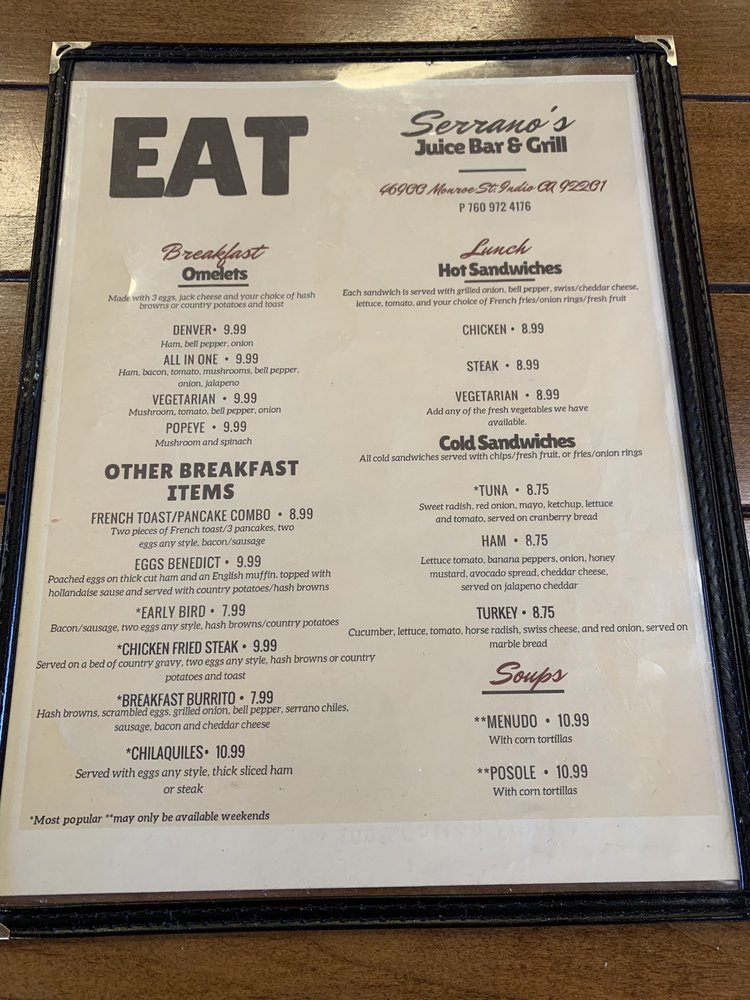 EAT
Serrano's
Juice Bar & Grill
Monroe St. Indio CA 92201
P 760 972 4176
Breakfast
Omelets
Made with 3 eggs, jack cheese and your choice of hash
browns or country potatoes and toast
DENVER• 9.99
Ham, bell pepper, onion
ALL IN ONE • 9.99
Ham, bacon, tomato, mushrooms, bell pepper,
onion, jalapeno
VEGETARIAN • 9.99
Mushroom, tomato, bell pepper, onion
POPEYE • 9.99
Mushroom and spinach
OTHER BREAKFAST
ITEMS
FRENCH TOAST/PANCAKE COMBO • 8.99
Two pieces of French toast/3 pancakes, two
eggs any style, bacon/sausage
EGGS BENEDICT • 9.99
Poached eggs on thick cut ham and an English muffin. topped with
hollandaise sause and served with country potatoes/hash browns
*EARLY BIRD • 7.99
Bacon/sausage, two eggs any style, hash browns/country potatoes
*CHICKEN FRIED STEAK • 9.99
Served on a bed of country gravy, two eggs any style, hash browns or country
potatoes and toast
*BREAKFAST BURRITO • 7.99
Hash browns, scrambled eggs, grilled onion, bell pepper, serrano chiles,
sausage, bacon and cheddar cheese
*CHILAQUILES• 10.99
Served with eggs any style, thick sliced ham
or steak
*Most popular **may only be available weekends
Lunch
Hot Sandwiches
Each sandwich is served with grilled onion, bell pepper, swiss/cheddar cheese,
lettuce, tomato, and your choice of French fries/onion rings/fresh fruit
CHICKEN • 8.99
STEAK • 8.99
VEGETARIAN • 8.99
Add any of the fresh vegetables we have
available.
Cold Sandwiches
All cold sandwiches served with chips/fresh fruit, or fries/onion rings
*TUNA • 8.75
Sweet radish, red onion, mayo, ketchup, lettuce
and tomato, served on cranberry bread
HAM • 8.75
Lettuce tomato, banana peppers, onion, honey
mustard, avocado spread, cheddar cheese,
served on jalapeno cheddar
TURKEY • 8.75
Cucumber, lettuce, tomato, horse radish, swiss cheese, and red onion, served on
marble bread
Soups
**MENUDO • 10.99
With corn tortillas
**POSOLE • 10.99
With corn tortillas